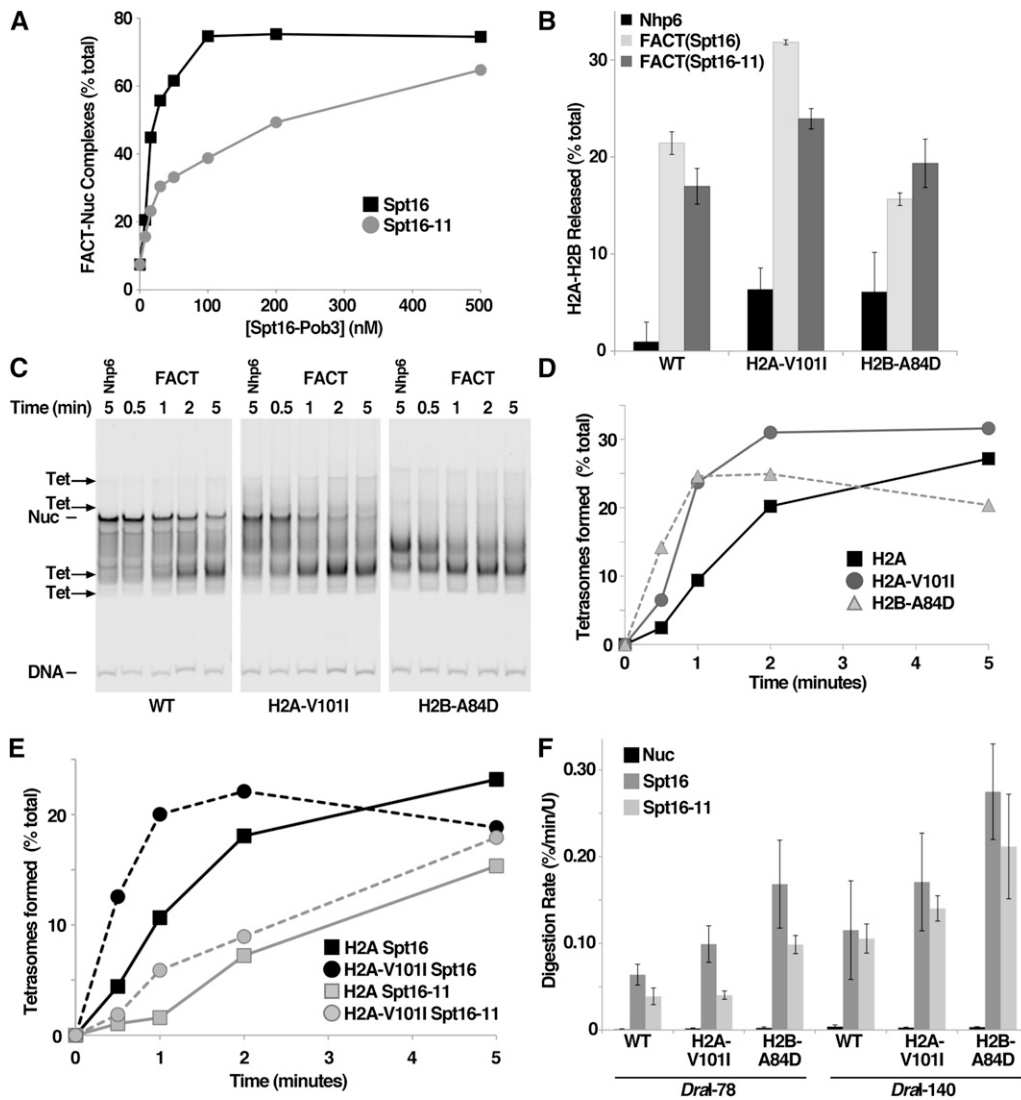 A
FACT-Nuc Complexes (% total)
80
60
40
20
0
Spt16
Spt16-11
0 100 200 300 400 500
[Spt16-Pob3] (nM)
B
H2A-H2B Released (% total)
30
20
10
0
Nhp6
FACT(Spt16)
FACT(Spt16-11)
WT H2A-V101I H2B-A84D
C
Nhp6 FACT Nhp6 FACT Nhp6 FACT
Time (min) 5 0.5 1 2 5 5 0.5 1 2 5 5 0.5 1 2 5
Tet→
Tet→
Nuc –
Tet→
Tet→
DNA –
WT H2A-V101I H2B-A84D
D
Tetrasomes formed (% total)
30
20
10
0
H2A
H2A-V101I
H2B-A84D
0 1 2 3 4 5
Time (minutes)
E
Tetrasomes formed (% total)
20
10
0
H2A Spt16
H2A-V101I Spt16
H2A Spt16-11
H2A-V101I Spt16-11
0 1 2 3 4 5
Time (minutes)
F
Digestion Rate (%/min/U)
0.30
0.20
0.10
0
Nuc
Spt16
Spt16-11
WT H2A- H2B- WT H2A- H2B-
V101I A84D V101I A84D
DraI-78 DraI-140